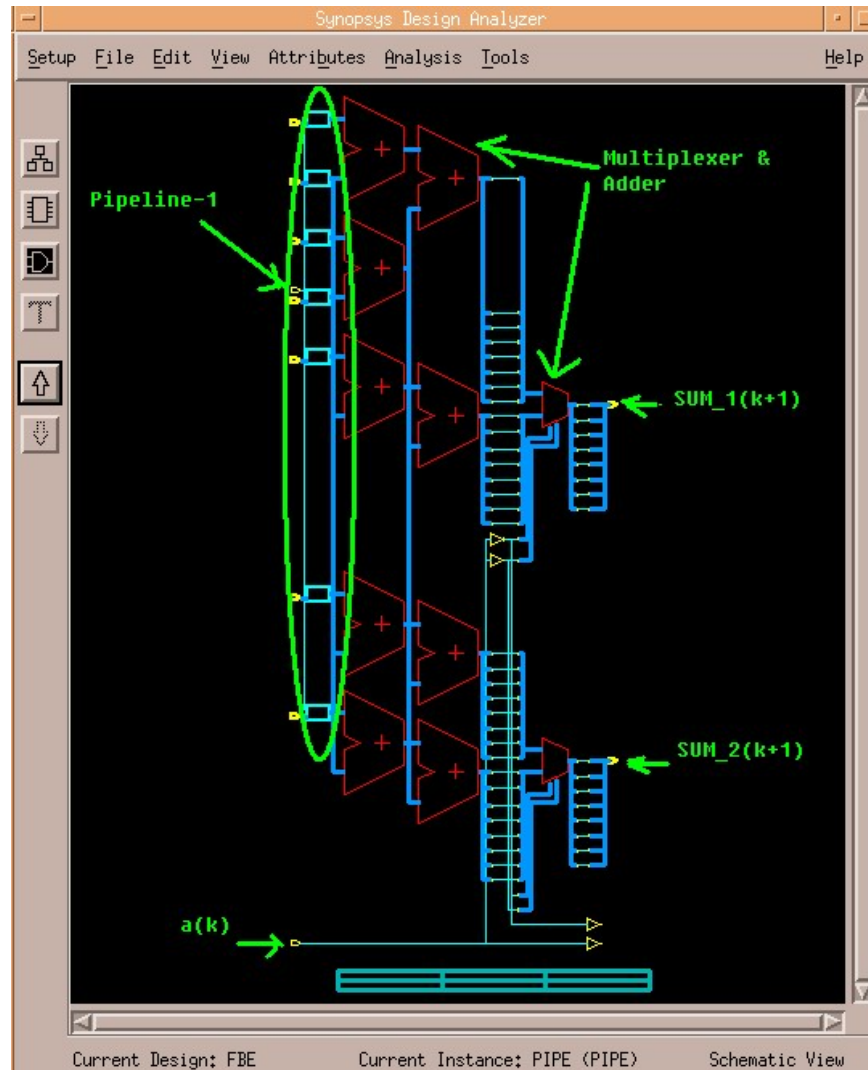 Synopsys Design Analyzer
Setup File Edit View Attributes Analysis Tools Help
Multiplexer &
Adder
Pipeline-1
SUM_1(k+1)
SUM_2(k+1)
a(k)
Current Design: FBE Current Instance: PIPE (PIPE) Schematic View